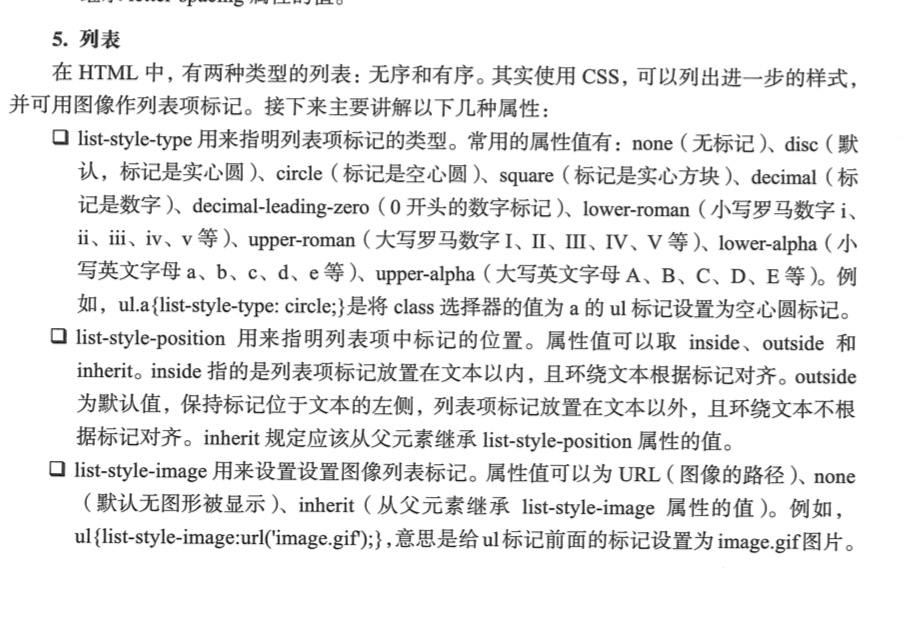 5. 列表
在 HTML 中，有两种类型的列表：无序和有序。其实使用 CSS，可以列出进一步的样式，
并可用图像作列表项标记。接下来主要讲解以下几种属性：
❑ list-style-type 用来指明列表项标记的类型。常用的属性值有：none（无标记）、disc（默
认，标记是实心圆）、circle（标记是空心圆）、square（标记是实心方块）、decimal（标
记是数字）、decimal-leading-zero（0 开头的数字标记）、lower-roman（小写罗马数字 i、
ii、iii、iv、v 等）、upper-roman（大写罗马数字 I、II、III、IV、V 等）、lower-alpha（小
写英文字母 a、b、c、d、e 等）、upper-alpha（大写英文字母 A、B、C、D、E 等）。例
如，ul.a{list-style-type: circle;}是将 class 选择器的值为 a 的 ul 标记设置为空心圆标记。
❑ list-style-position 用来指明列表项中标记的位置。属性值可以取 inside、outside 和
inherit。inside 指的是列表项标记放置在文本以内，且环绕文本根据标记对齐。outside
为默认值，保持标记位于文本的左侧，列表项标记放置在文本以外，且环绕文本不根
据标记对齐。inherit 规定应该从父元素继承 list-style-position 属性的值。
❑ list-style-image 用来设置设置图像列表标记。属性值可以为 URL（图像的路径）、none
（默认无图形被显示）、inherit（从父元素继承 list-style-image 属性的值）。例如，
ul{list-style-image:url('image.gif');}，意思是给 ul 标记前面的标记设置为 image.gif 图片。